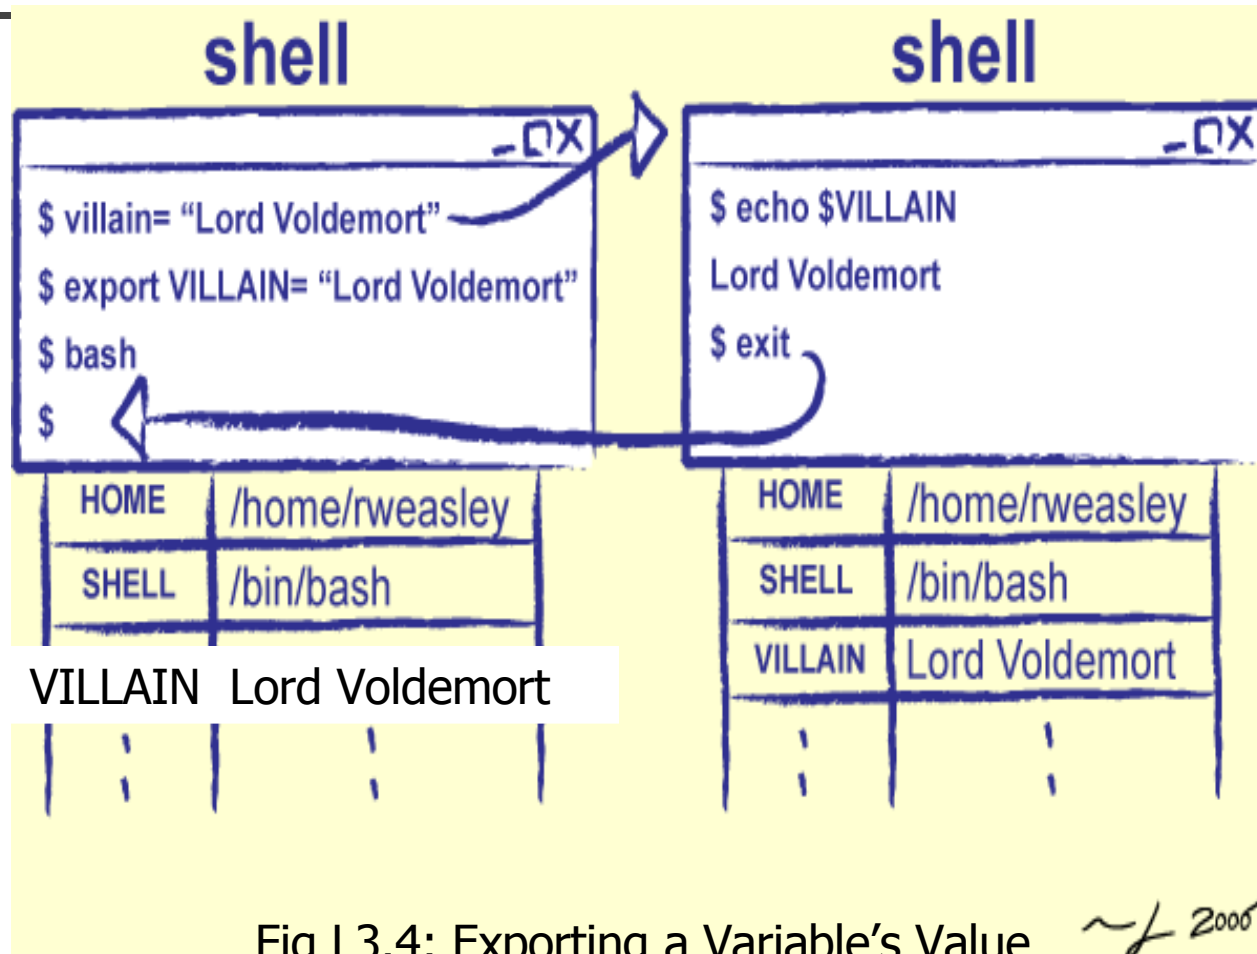 shell
$ villain= “Lord Voldemort”
$ export VILLAIN= “Lord Voldemort”
$ bash
$
HOME /home/rweasley
SHELL /bin/bash
VILLAIN Lord Voldemort
shell
$ echo $VILLAIN
Lord Voldemort
$ exit
HOME /home/rweasley
SHELL /bin/bash
VILLAIN Lord Voldemort
Fig L3.4: Exporting a Variable’s Value